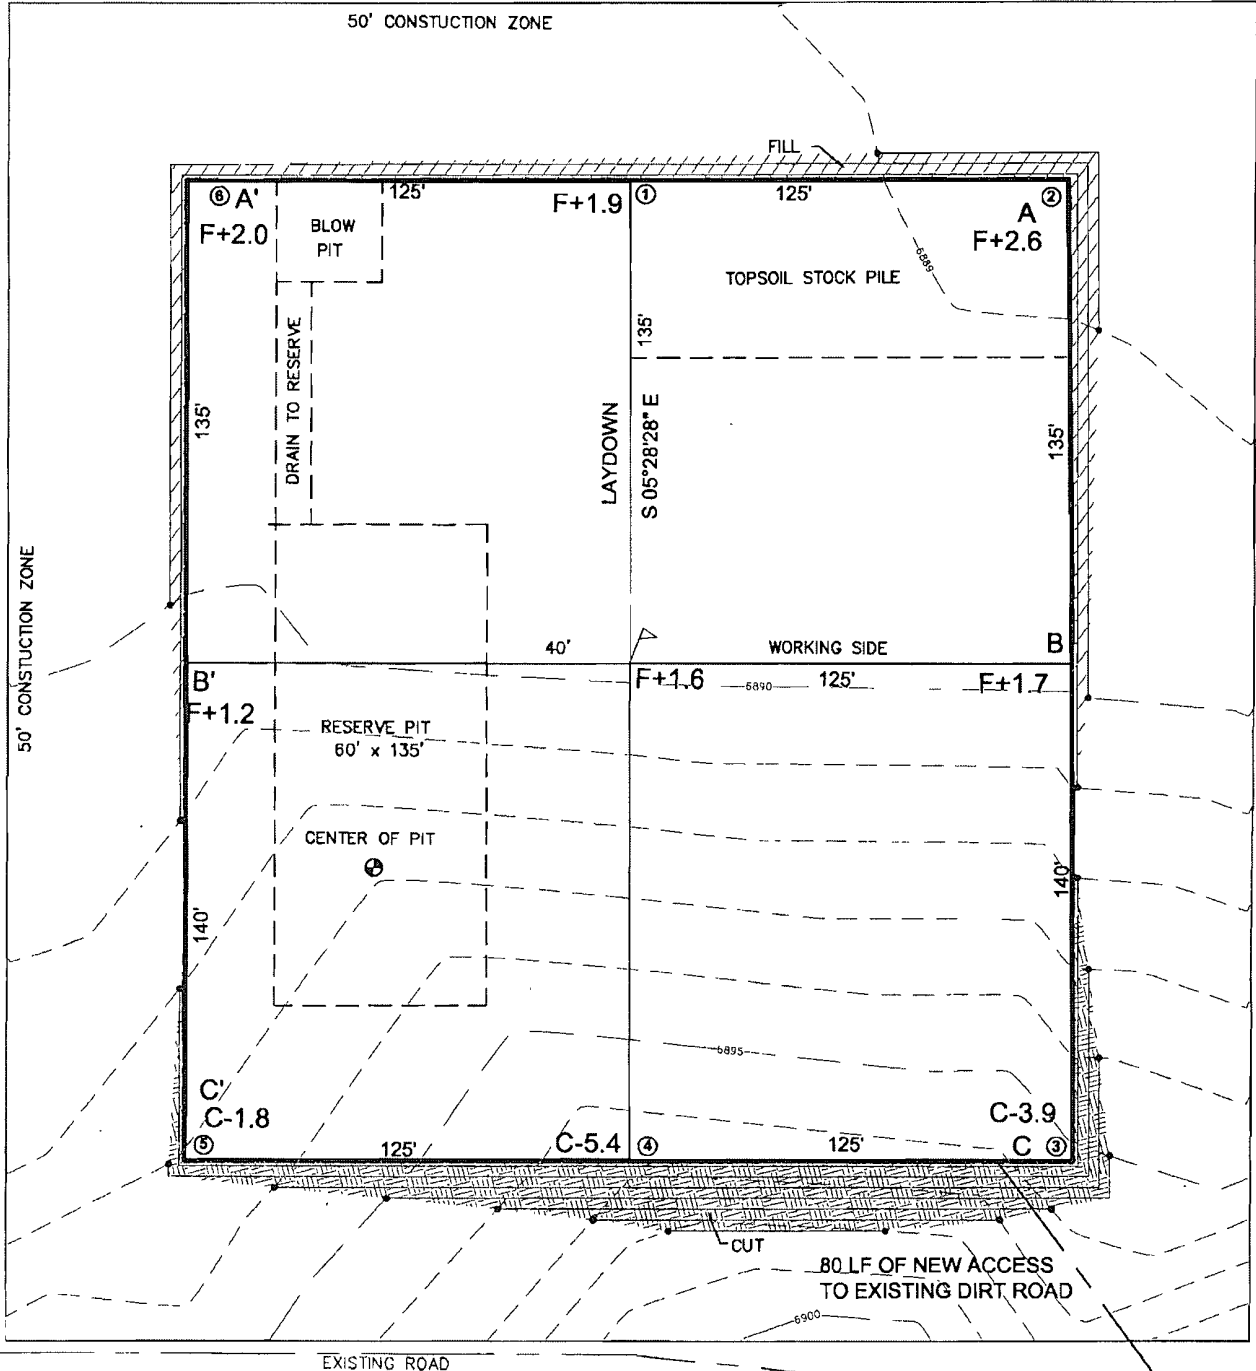 50' CONSTUCTION ZONE
FILL
⑥ A'
125'
F+1.9
①
125'
②
A
F+2.0
BLOW
PIT
F+2.6
6889
TOPSOIL STOCK PILE
135'
DRAIN TO RESERVE
135'
LAYDOWN
S 05°28'28" E
135'
50' CONSTUCTION ZONE
40'
WORKING SIDE
B
B'
F+1.6
6890
125'
F+1.7
F+1.2
RESERVE PIT
60' x 135'
CENTER OF PIT
140'
140'
6895
C'
C-1.8
C-3.9
⑤
125'
C-5.4
④
125'
C
③
CUT
80 LF OF NEW ACCESS
TO EXISTING DIRT ROAD
6900
EXISTING ROAD